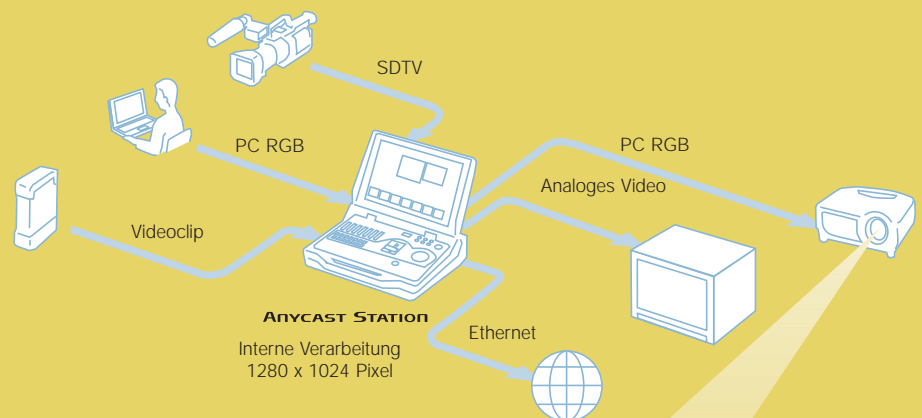 SDTV
PC RGB
PC RGB
Analoges Video
Videoclip
ANYCAST STATION
Ethernet
Interne Verarbeitung
1280 x 1024 Pixel